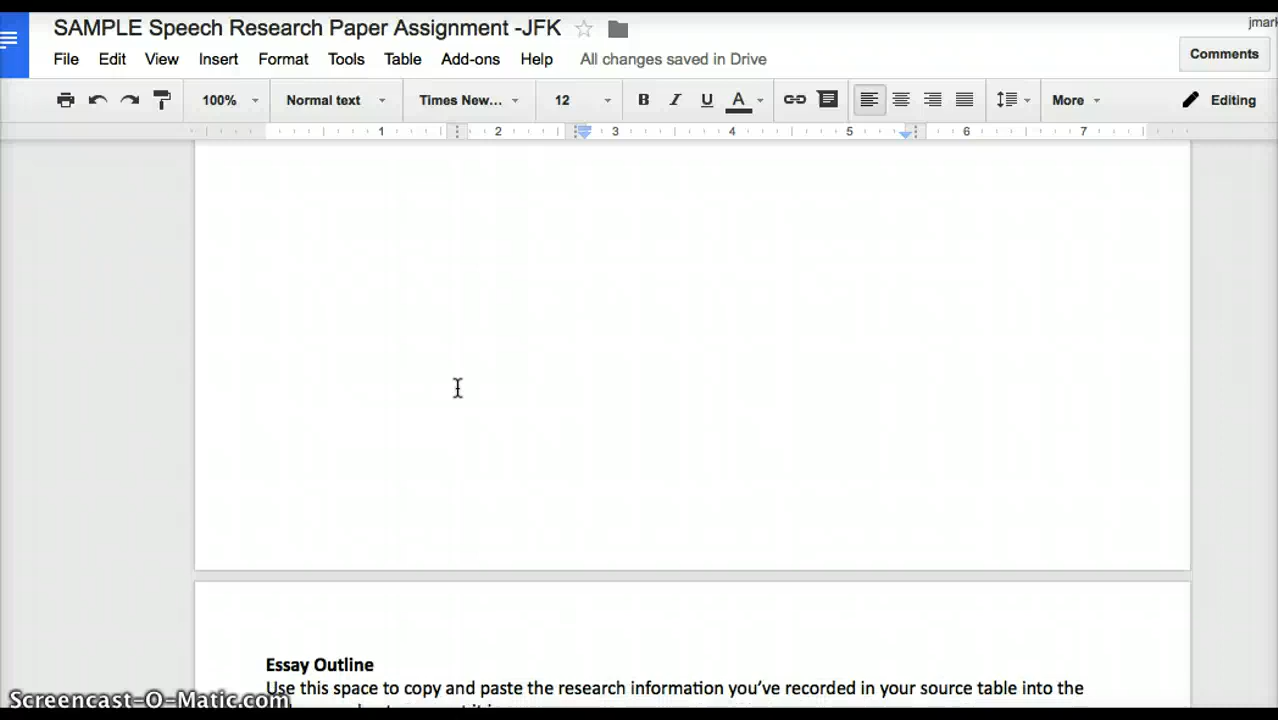 SAMPLE Speech Research Paper Assignment -JFK
jmark
File Edit View Insert Format Tools Table Add-ons Help All changes saved in Drive
Comments
100% Normal text Times New... 12 B I U A More Editing
1 2 3 4 5 6 7
Essay Outline
Use this space to copy and paste the research information you've recorded in your source table into the
Screencast-O-Matic.com